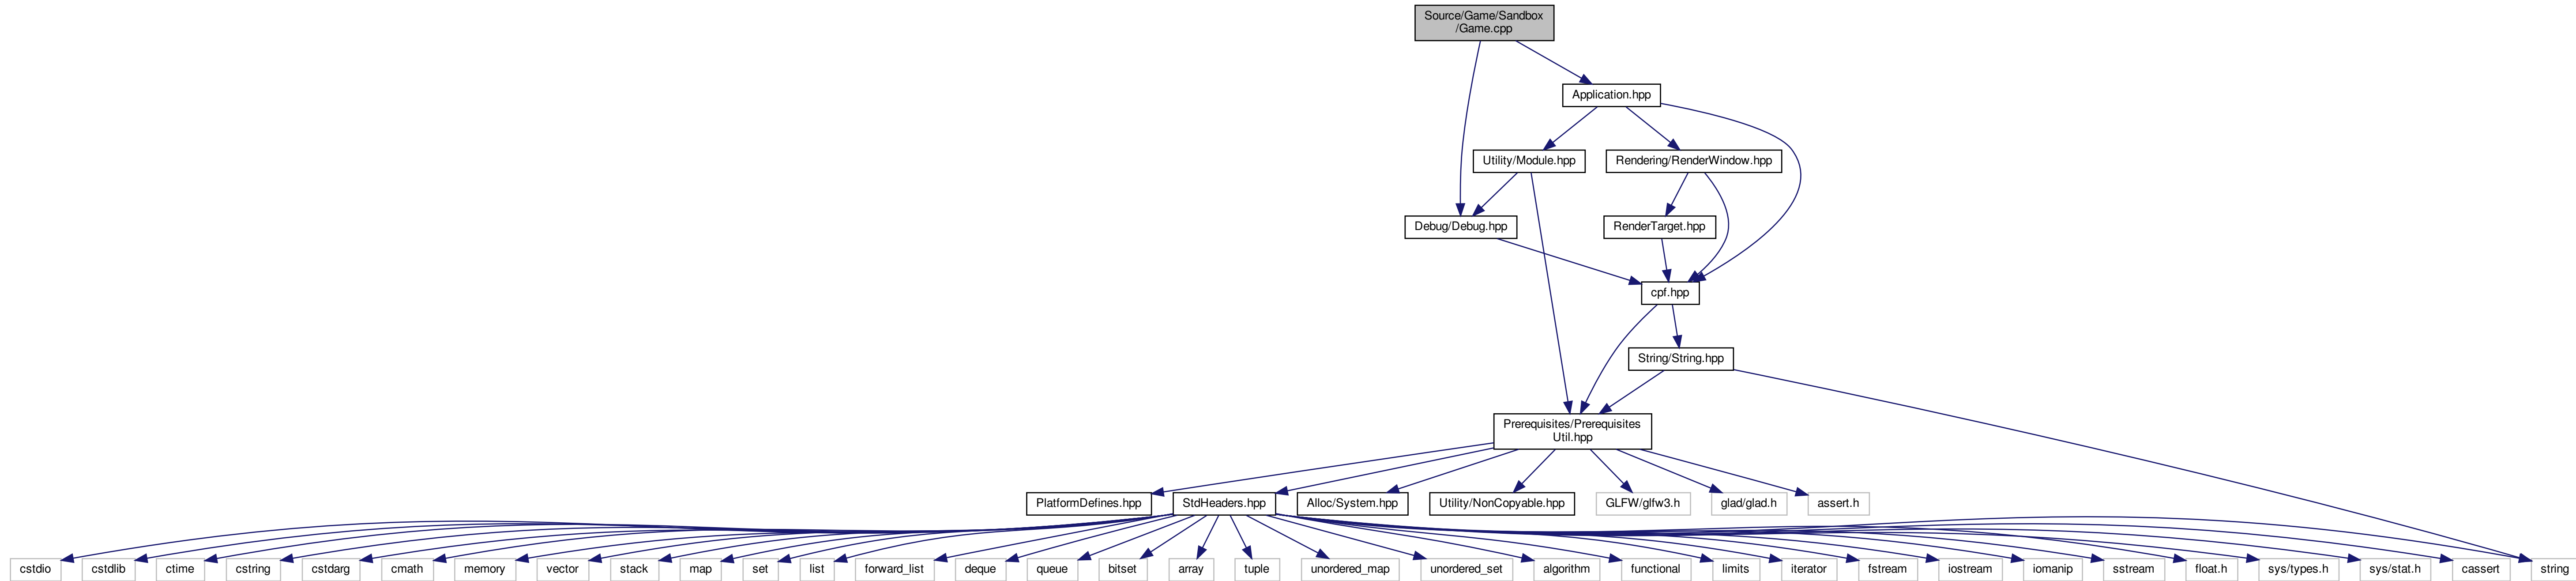 Source/Game/Sandbox
/Game.cpp
Application.hpp
Utility/Module.hpp
Rendering/RenderWindow.hpp
Debug/Debug.hpp
RenderTarget.hpp
cpf.hpp
String/String.hpp
Prerequisites/Prerequisites
Util.hpp
PlatformDefines.hpp
StdHeaders.hpp
Alloc/System.hpp
Utility/NonCopyable.hpp
GLFW/glfw3.h
glad/glad.h
assert.h
cstdio
cstdlib
ctime
cstring
cstdarg
cmath
memory
vector
stack
map
set
list
forward_list
deque
queue
bitset
array
tuple
unordered_map
unordered_set
algorithm
functional
limits
iterator
fstream
iostream
iomanip
sstream
float.h
sys/types.h
sys/stat.h
cassert
string